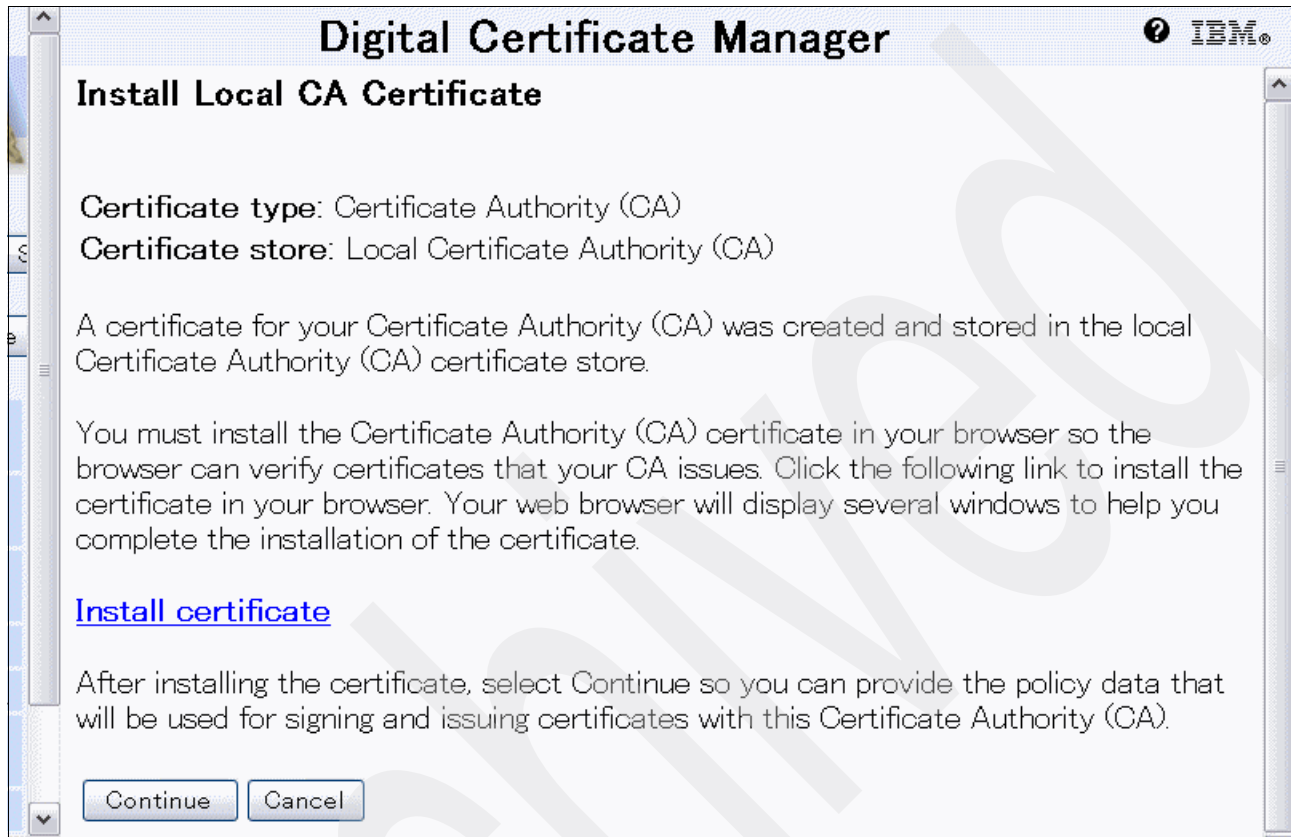 Digital Certificate Manager
IBM®
Install Local CA Certificate
Certificate type: Certificate Authority (CA)
Certificate store: Local Certificate Authority (CA)
A certificate for your Certificate Authority (CA) was created and stored in the local
Certificate Authority (CA) certificate store.
You must install the Certificate Authority (CA) certificate in your browser so the
browser can verify certificates that your CA issues. Click the following link to install the
certificate in your browser. Your web browser will display several windows to help you
complete the installation of the certificate.
Install certificate
After installing the certificate, select Continue so you can provide the policy data that
will be used for signing and issuing certificates with this Certificate Authority (CA).
Continue Cancel